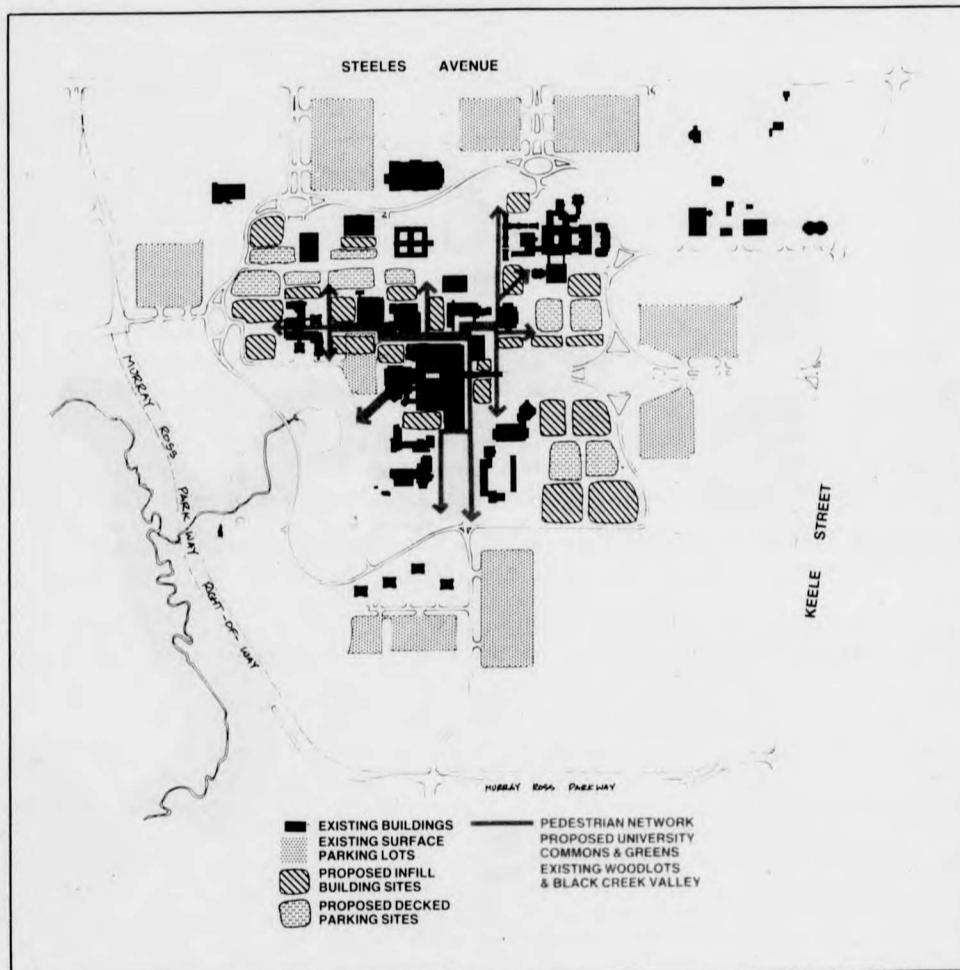 STEELES AVENUE
MURRAY ROSS PARKWAY RIGHT-OF-WAY
KEELE STREET
MURRAY ROSS PARKWAY
EXISTING BUILDINGS
EXISTING SURFACE
PARKING LOTS
PROPOSED INFILL
BUILDING SITES
PROPOSED DECKED
PARKING SITES
PEDESTRIAN NETWORK
PROPOSED UNIVERSITY
COMMONS & GREENS
EXISTING WOODLOTS
& BLACK CREEK VALLEY